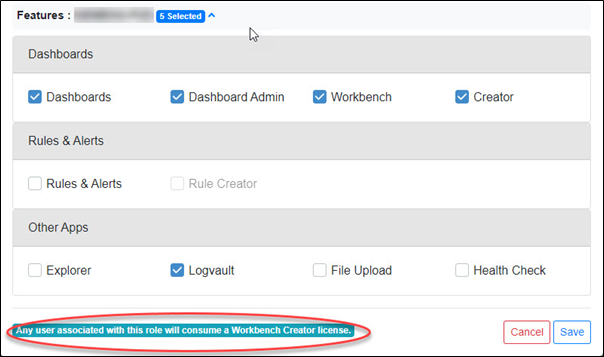 Features : 5 Selected
Dashboards
Dashboards Dashboard Admin Workbench Creator
Rules & Alerts
Rules & Alerts Rule Creator
Other Apps
Explorer Logvault File Upload Health Check
Any user associated with this role will consume a Workbench Creator license. Cancel Save